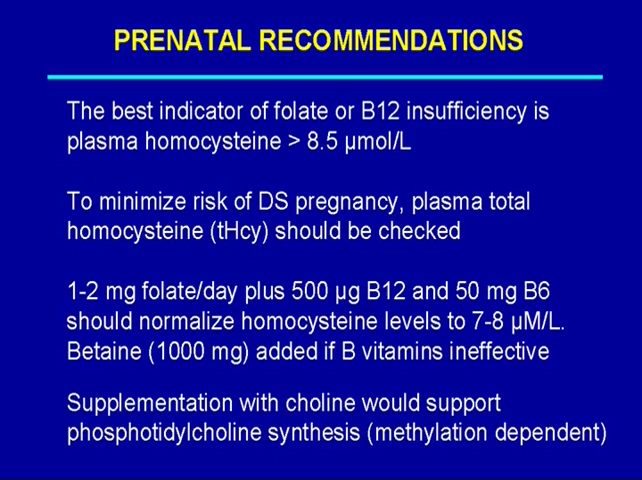 PRENATAL RECOMMENDATIONS
The best indicator of folate or B12 insufficiency is
plasma homocysteine > 8.5 µmol/L
To minimize risk of DS pregnancy, plasma total
homocysteine (tHcy) should be checked
1-2 mg folate/day plus 500 µg B12 and 50 mg B6
should normalize homocysteine levels to 7-8 µM/L.
Betaine (1000 mg) added if B vitamins ineffective
Supplementation with choline would support
phosphotidylcholine synthesis (methylation dependent)